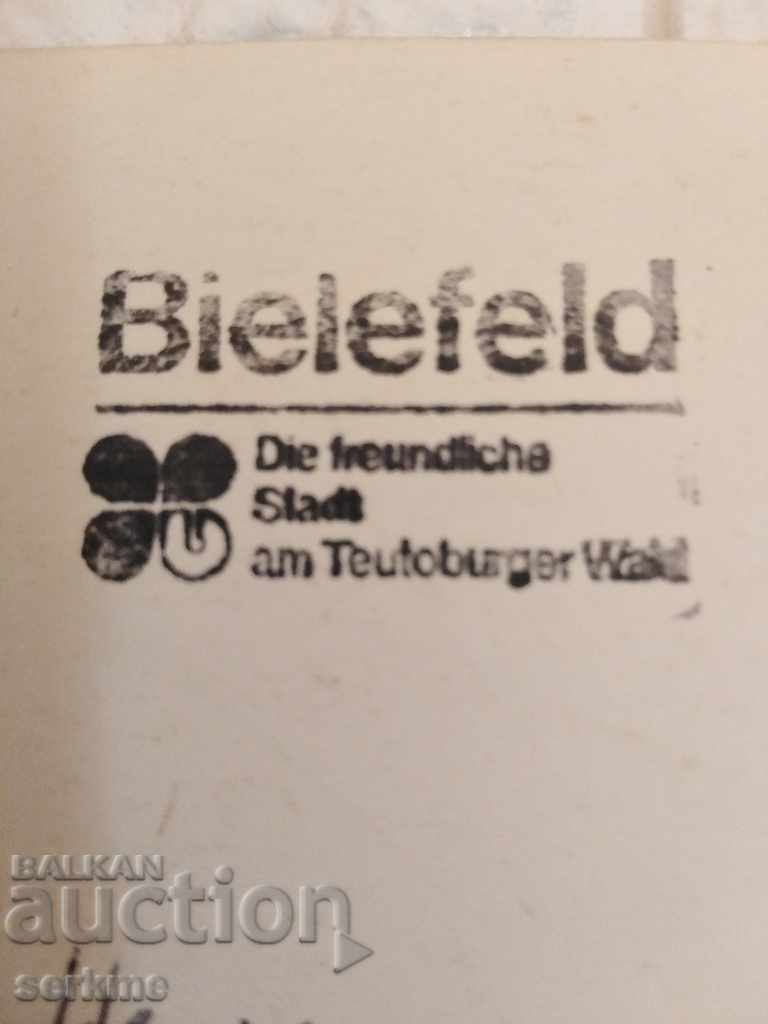 Bielefeld
Die freundliche
Stadt
am Teutoburger Wald
BALKAN
auction
serkme